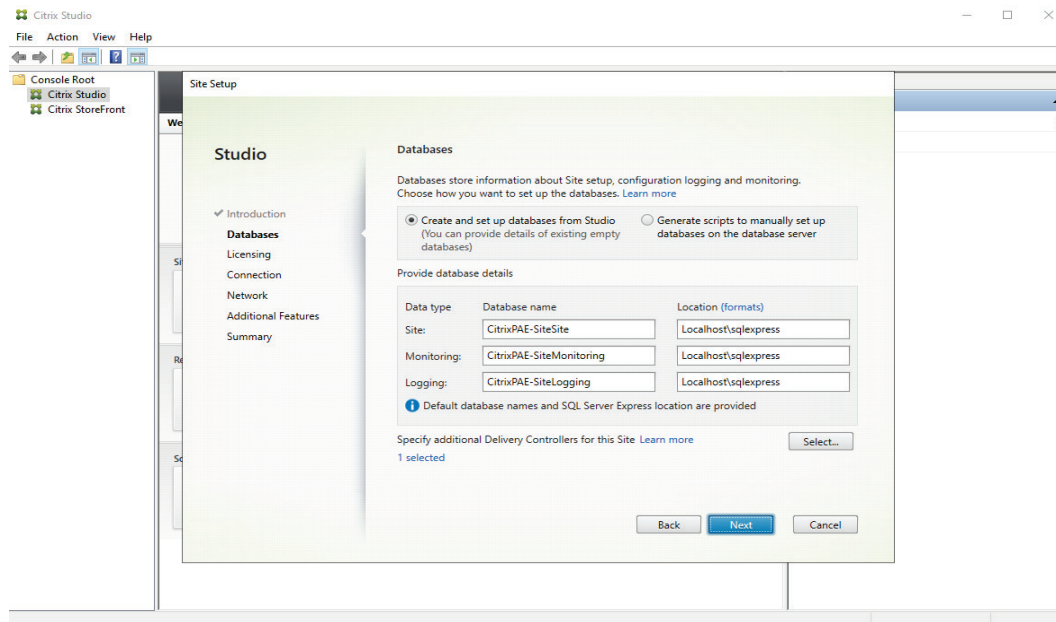 Citrix Studio
File Action View Help
Console Root
Citrix Studio
Citrix StoreFront
Site Setup
We
Studio
Introduction
Databases
Licensing
Connection
Network
Additional Features
Summary
Databases
Databases store information about Site setup, configuration logging and monitoring.
Choose how you want to set up the databases. Learn more
Create and set up databases from Studio
(You can provide details of existing empty
databases)
Generate scripts to manually set up
databases on the database server
Provide database details
Data type Database name Location (formats)
Site: CitrixPAE-SiteSite Localhost\sqlexpress
Monitoring: CitrixPAE-SiteMonitoring Localhost\sqlexpress
Logging: CitrixPAE-SiteLogging Localhost\sqlexpress
Default database names and SQL Server Express location are provided
Specify additional Delivery Controllers for this Site Learn more
Select...
1 selected
Back Next Cancel
Si
Re
Sc